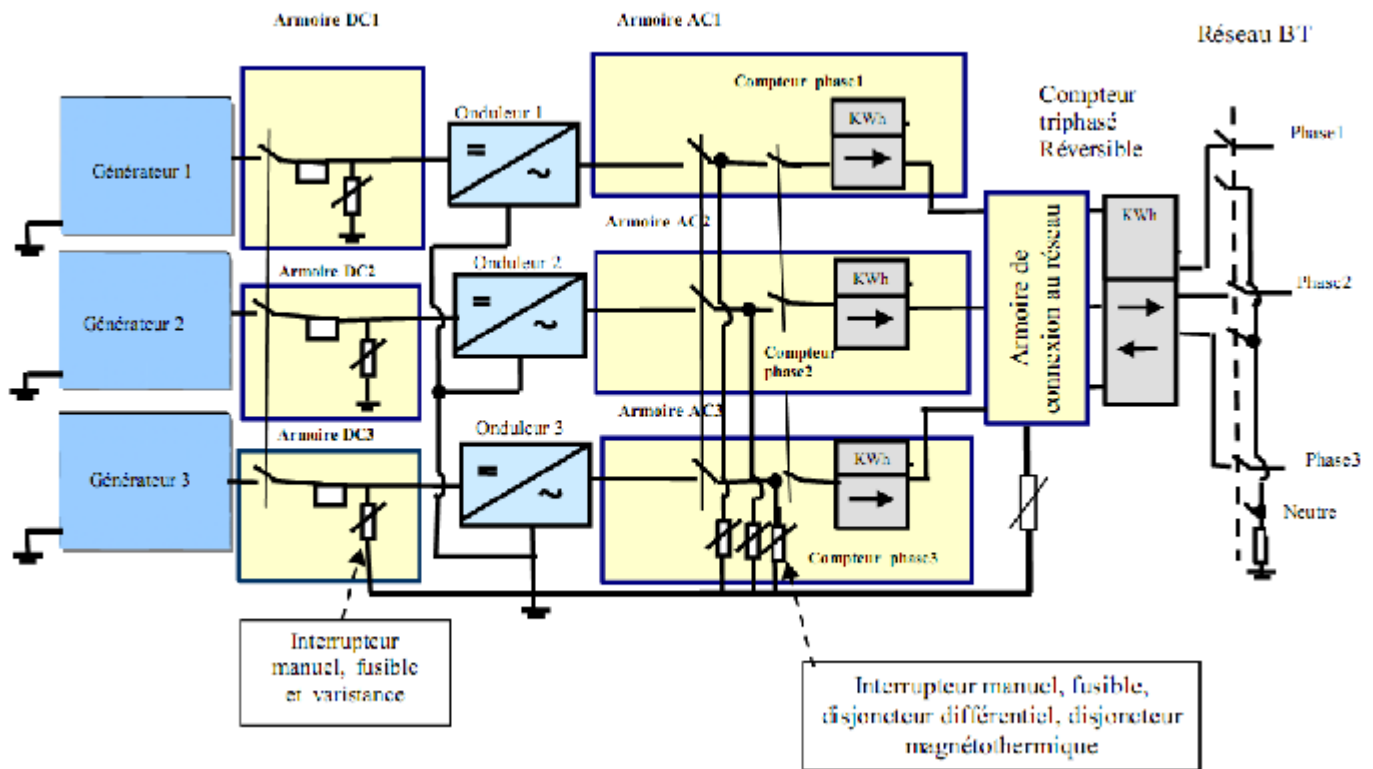 Armoire DC1
Armoire AC1
Réseau BT
Compteur phase1
Onduleur 1
KWh
Compteur
triphasé
Réversible
Phase1
Générateur 1
Armoire AC2
KWh
Armoire DC2
Onduleur 2
KWh
Phase2
Générateur 2
Armoire de
connexion au réseau
Compteur
phase2
Armoire AC3
Armoire DC3
Onduleur 3
KWh
Phase3
Générateur 3
Neutre
Compteur phase3
Interrupteur
manuel, fusible
et varistance
Interrupteur manuel, fusible,
disjoncteur différentiel, disjoncteur
magnétothermique